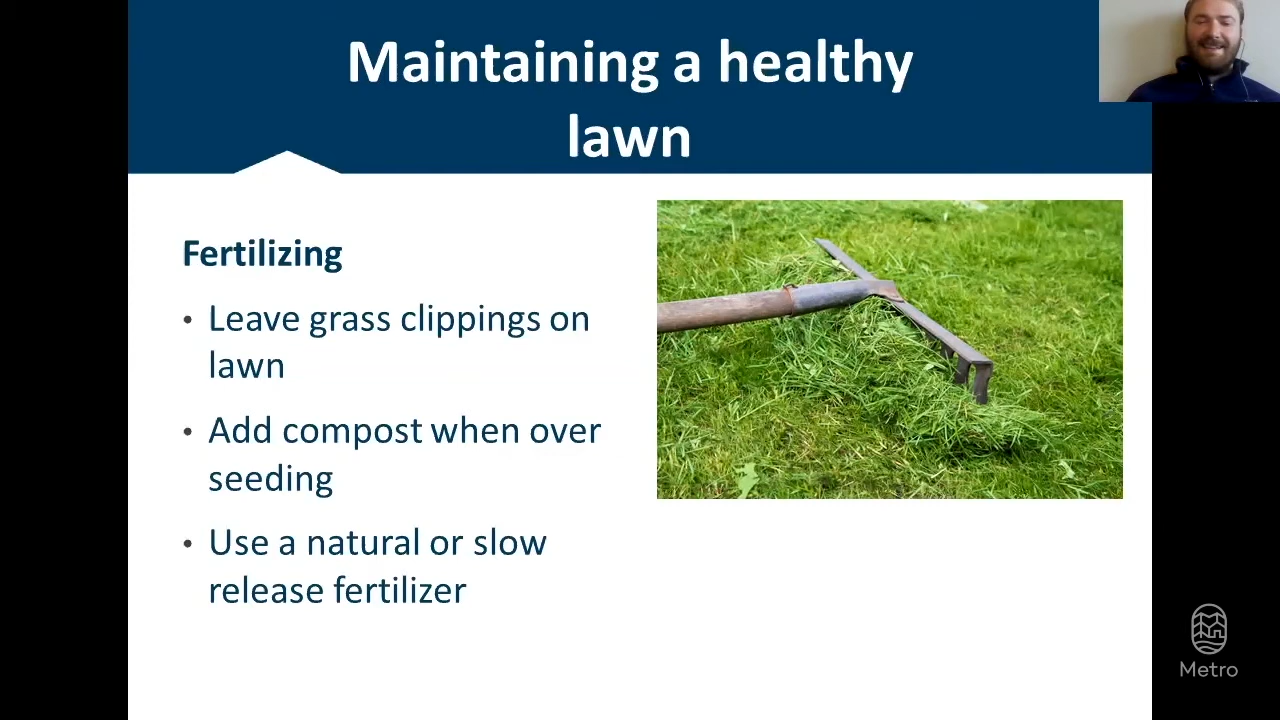 Maintaining a healthy
lawn
Fertilizing
• Leave grass clippings on
lawn
• Add compost when over
seeding
• Use a natural or slow
release fertilizer
Metro